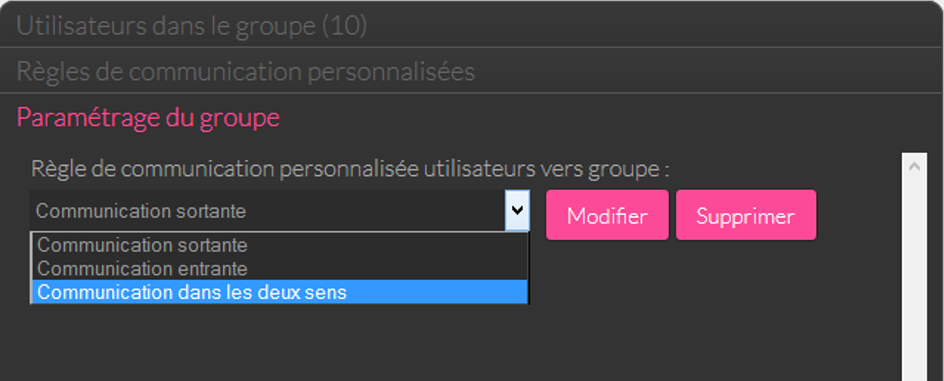 Utilisateurs dans le groupe (10)
Règles de communication personnalisées
Paramétrage du groupe
Règle de communication personnalisée utilisateurs vers groupe :
Communication sortante
Modifier
Supprimer
Communication sortante
Communication entrante
Communication dans les deux sens